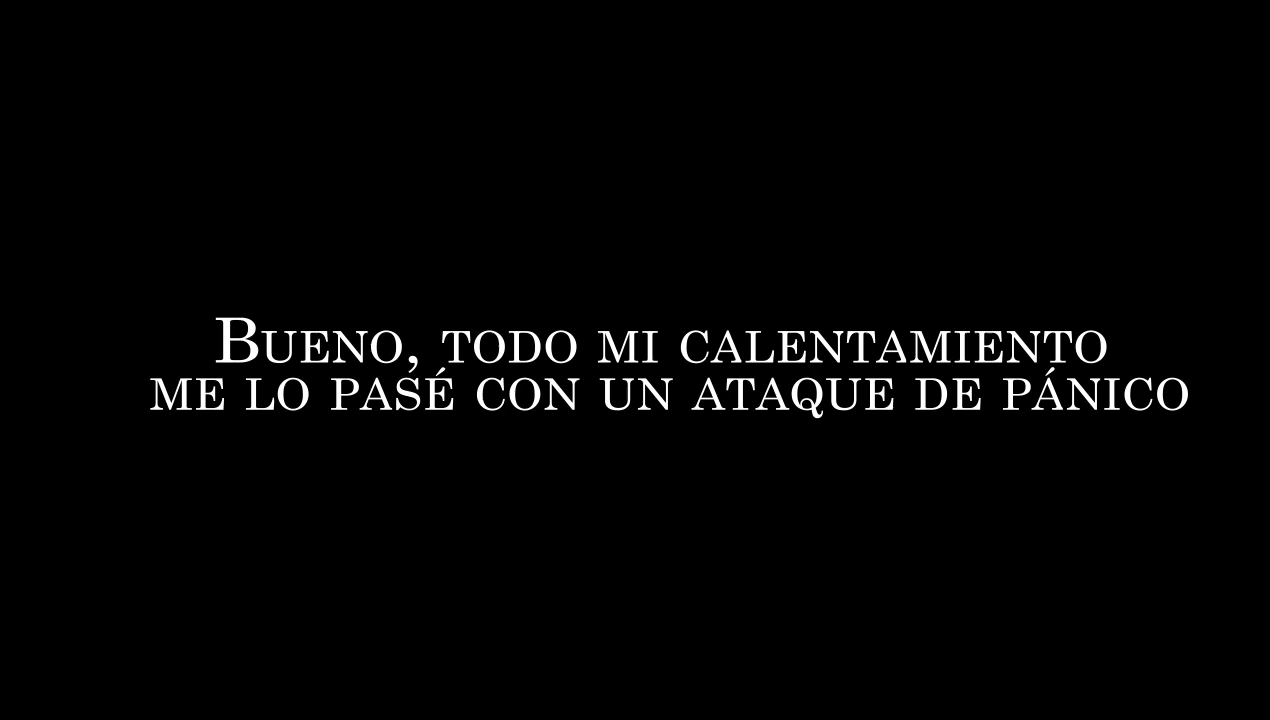 Bueno, todo mi calentamiento
me lo pasé con un ataque de pánico